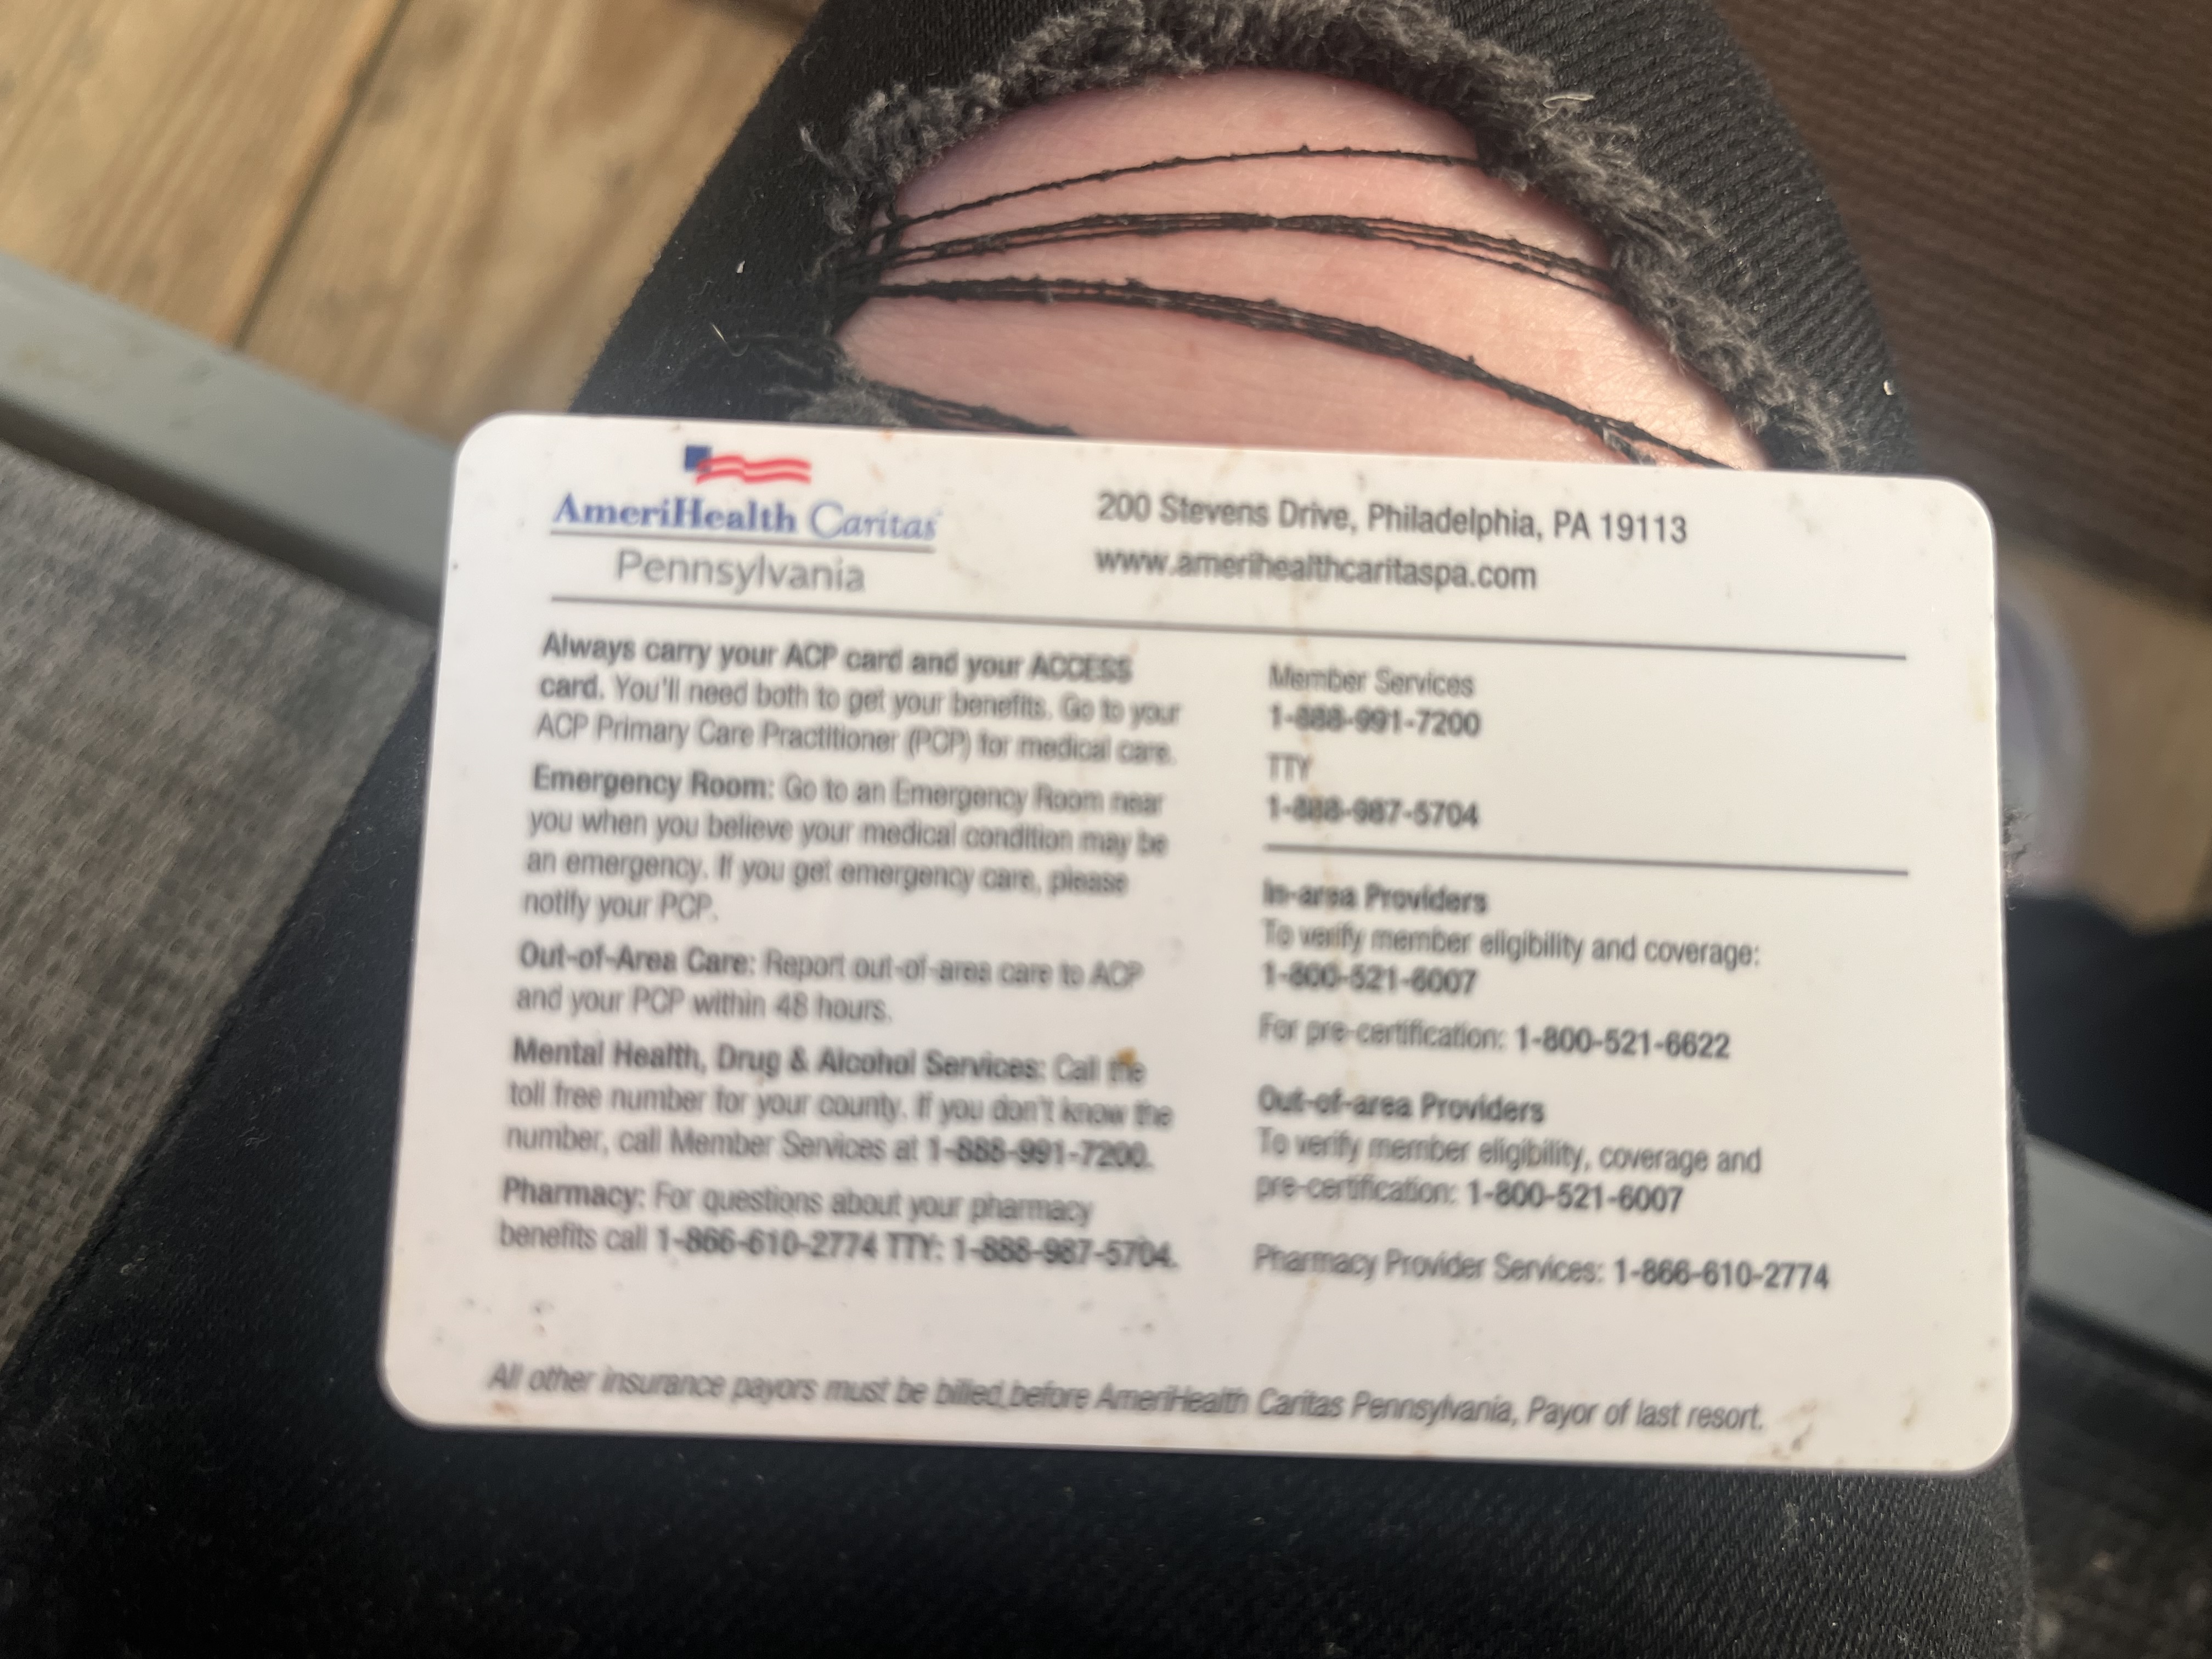 AmeriHealth Caritas
Pennsylvania
200 Stevens Drive, Philadelphia, PA 19113
www.amerihealthcaritaspa.com
Always carry your ACP card and your ACCESS
card. You'll need both to get your benefits. Go to your
ACP Primary Care Practitioner (PCP) for medical care.
Emergency Room: Go to an Emergency Room near
you when you believe your medical condition may be
an emergency. If you get emergency care, please
notify your PCP.
Out-of-Area Care: Report out-of-area care to ACP
and your PCP within 48 hours.
Mental Health, Drug & Alcohol Services: Call the
toll free number for your county. If you don't know the
number, call Member Services at 1-888-991-7200.
Pharmacy: For questions about your pharmacy
benefits call 1-866-610-2774 TTY: 1-888-987-5704.
Member Services
1-888-991-7200
TTY
1-888-987-5704
In-area Providers
To verify member eligibility and coverage:
1-800-521-6007
For pre-certification: 1-800-521-6622
Out-of-area Providers
To verify member eligibility, coverage and
pre-certification: 1-800-521-6007
Pharmacy Provider Services: 1-866-610-2774
All other insurance payors must be billed before AmeriHealth Caritas Pennsylvania, Payor of last resort.